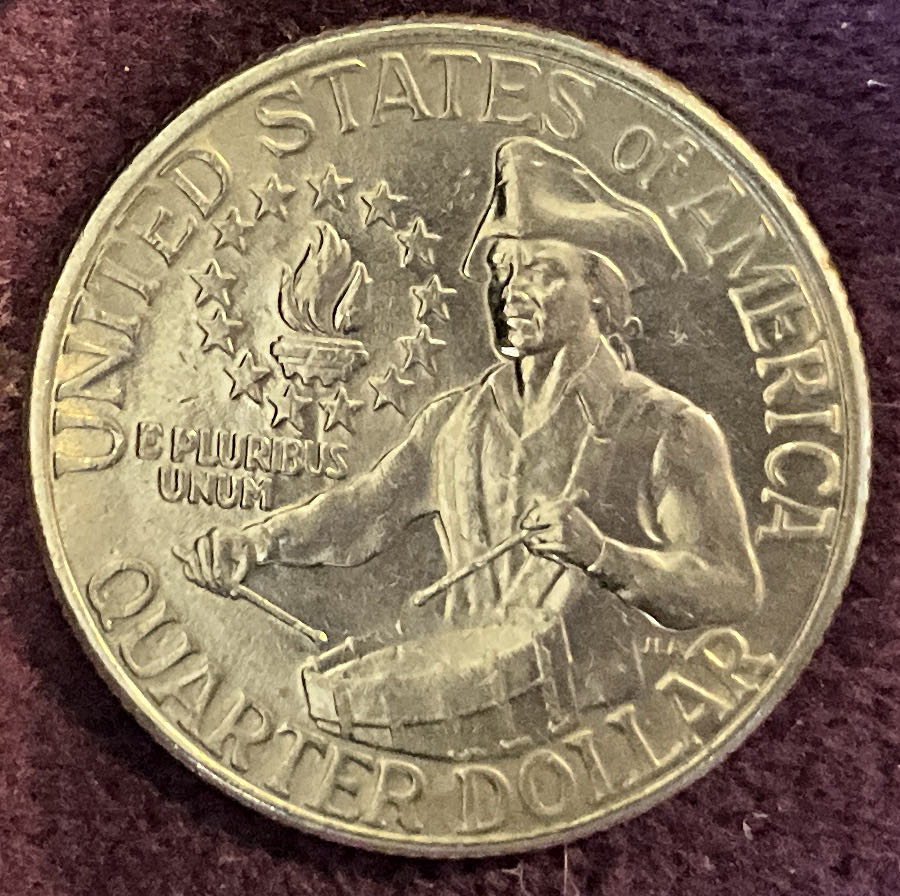 UNITED STATES of AMERICA
E PLURIBUS
UNUM
QUARTER DOLLAR